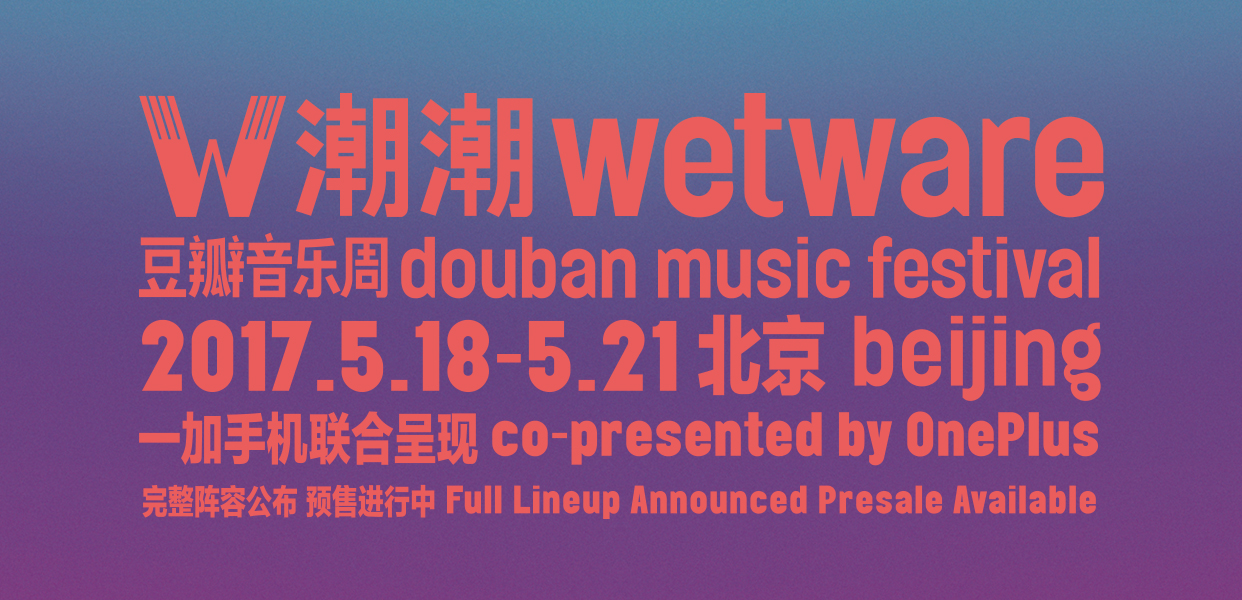 W 潮潮 wetware
豆瓣音乐周 douban music festival
2017.5.18-5.21 北京 beijing
一加手机联合呈现 co-presented by OnePlus
完整阵容公布 预售进行中 Full Lineup Announced Presale Available